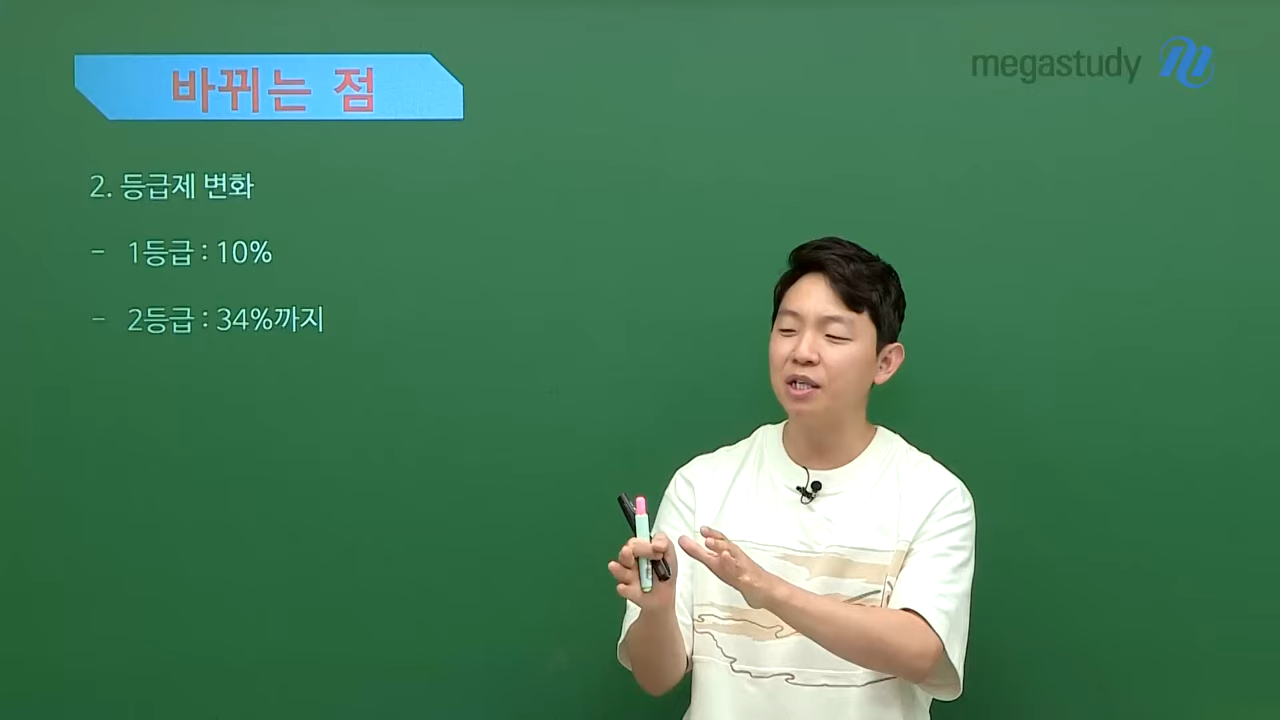 바뀌는 점
megastudy
2. 등급제 변화
- 1등급 : 10%
- 2등급 : 34%까지